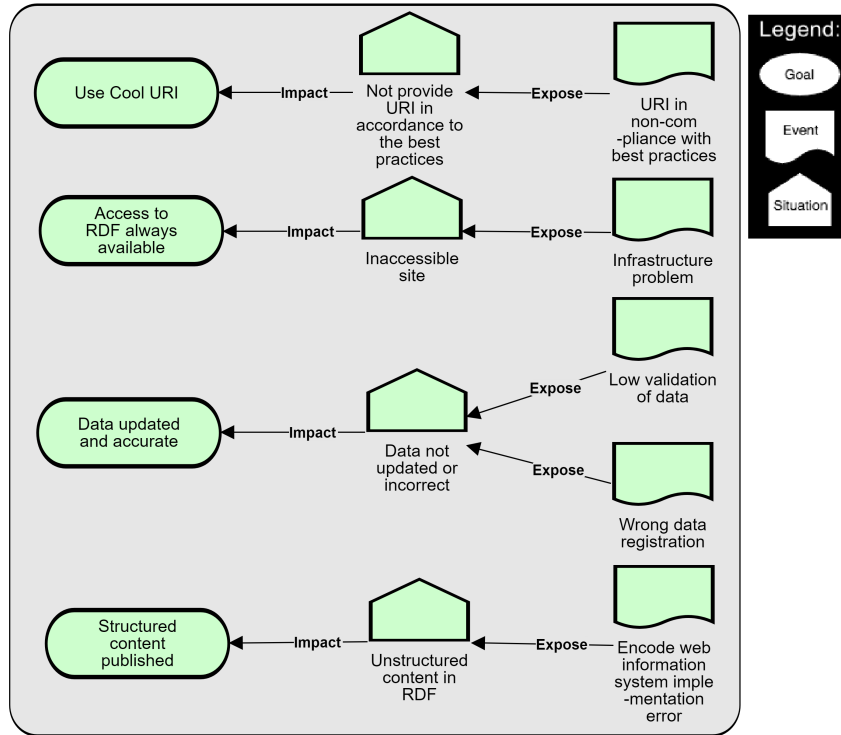 Use Cool URI
Impact
Not provide
URI in
accordance to
the best
practices
Expose
URI in
non-com
-pliance with
best practices
Access to
RDF always
available
Impact
Inaccessible
site
Expose
Infrastructure
problem
Data updated
and accurate
Impact
Data not
updated or
incorrect
Expose
Low validation
of data
Expose
Wrong data
registration
Structured
content
published
Impact
Unstructured
content in
RDF
Expose
Encode web
information
system imple
-mentation
error
Legend:
Goal
Event
Situation